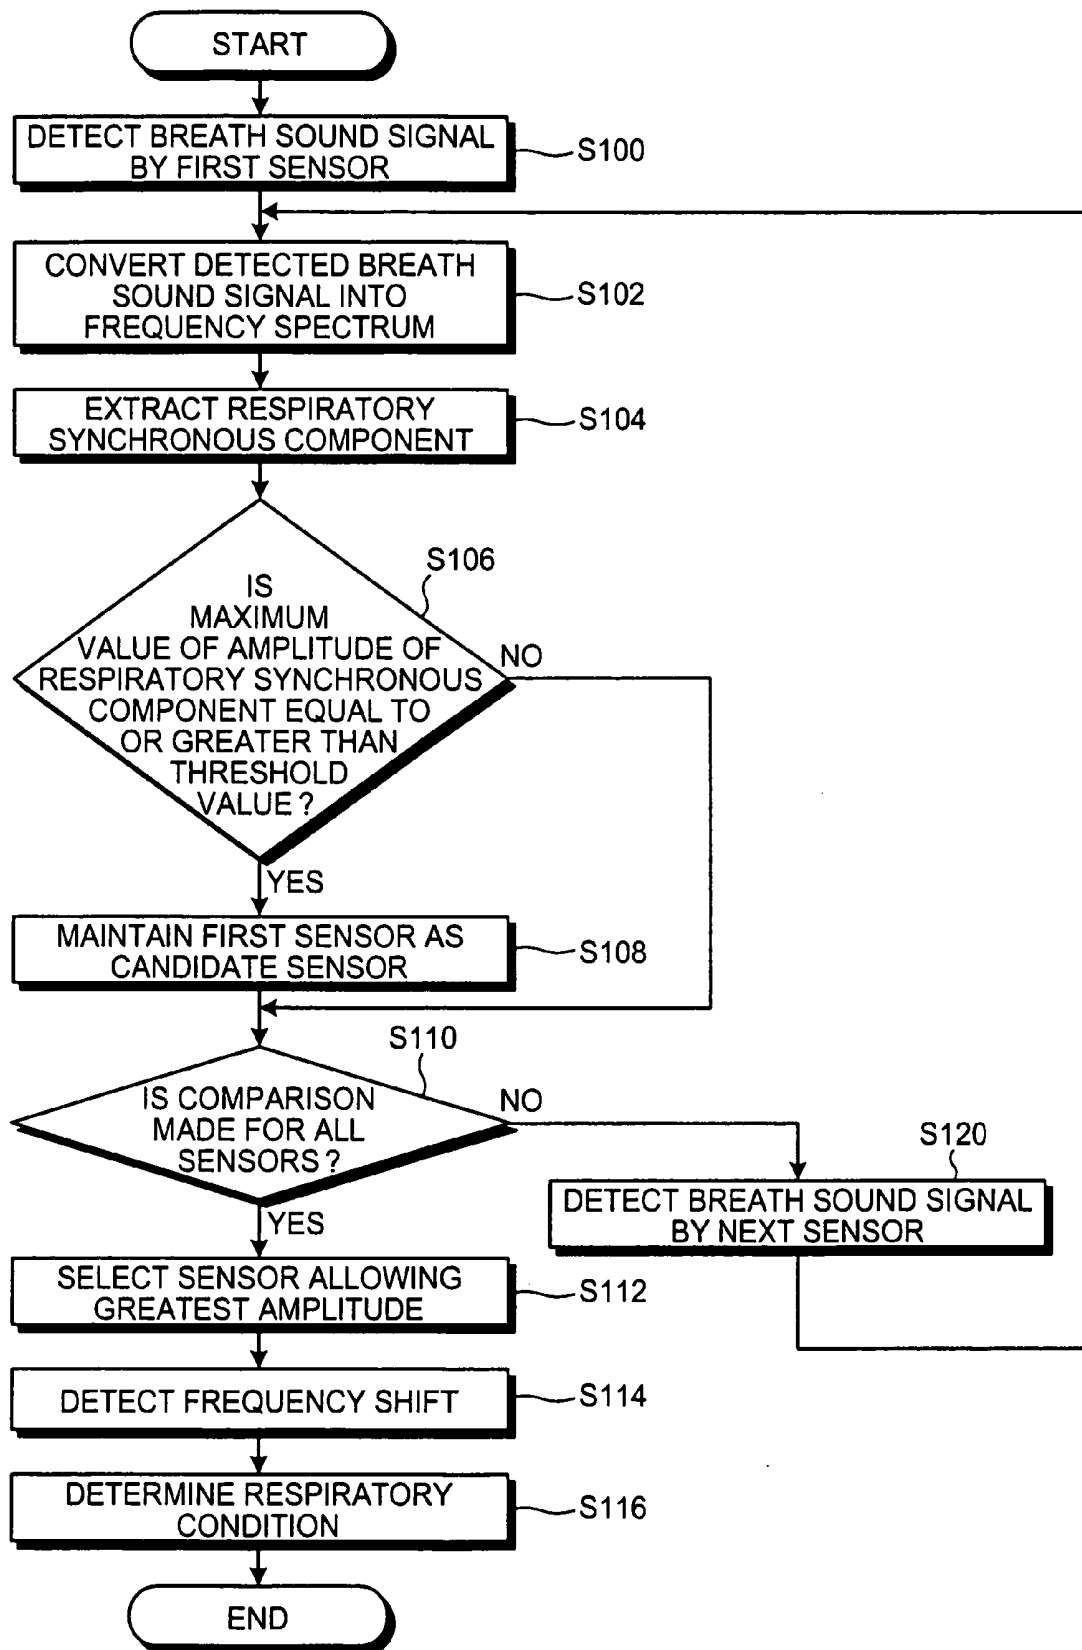 START
DETECT BREATH SOUND SIGNAL
BY FIRST SENSOR
S100
CONVERT DETECTED BREATH
SOUND SIGNAL INTO
FREQUENCY SPECTRUM
S102
EXTRACT RESPIRATORY
SYNCHRONOUS COMPONENT
S104
S106
IS
MAXIMUM
VALUE OF AMPLITUDE OF
RESPIRATORY SYNCHRONOUS
COMPONENT EQUAL TO
OR GREATER THAN
THRESHOLD
VALUE ?
NO
YES
MAINTAIN FIRST SENSOR AS
CANDIDATE SENSOR
S108
S110
IS COMPARISON
MADE FOR ALL
SENSORS ?
NO
S120
DETECT BREATH SOUND SIGNAL
BY NEXT SENSOR
YES
SELECT SENSOR ALLOWING
GREATEST AMPLITUDE
S112
DETECT FREQUENCY SHIFT
S114
DETERMINE RESPIRATORY
CONDITION
S116
END